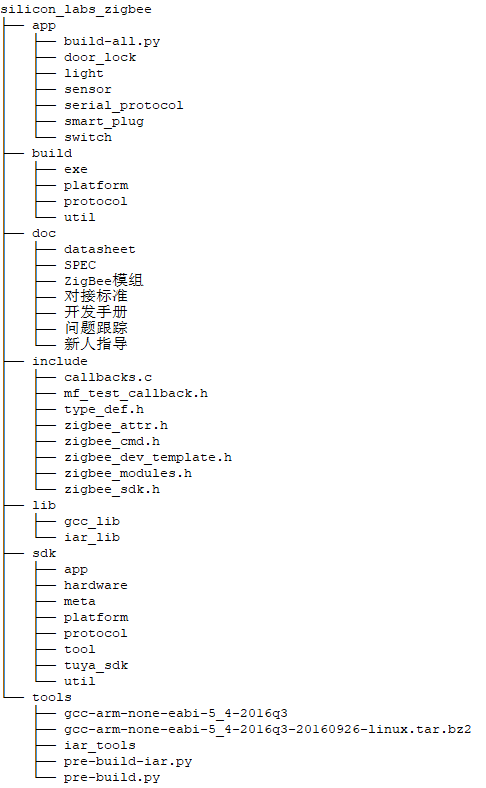 silicon_labs_zigbee
├── app
│   ├── build-all.py
│   ├── door_lock
│   ├── light
│   ├── sensor
│   ├── serial_protocol
│   ├── smart_plug
│   └── switch
├── build
│   ├── exe
│   ├── platform
│   ├── protocol
│   └── util
├── doc
│   ├── datasheet
│   ├── SPEC
│   ├── ZigBee模组
│   ├── 对接标准
│   ├── 开发手册
│   ├── 问题跟踪
│   └── 新人指导
├── include
│   ├── callbacks.c
│   ├── mf_test_callback.h
│   ├── type_def.h
│   ├── zigbee_attr.h
│   ├── zigbee_cmd.h
│   ├── zigbee_dev_template.h
│   ├── zigbee_modules.h
│   └── zigbee_sdk.h
├── lib
│   ├── gcc_lib
│   └── iar_lib
├── sdk
│   ├── app
│   ├── hardware
│   ├── meta
│   ├── platform
│   ├── protocol
│   ├── tool
│   ├── tuya_sdk
│   └── util
└── tools
    ├── gcc-arm-none-eabi-5_4-2016q3
    ├── gcc-arm-none-eabi-5_4-2016q3-20160926-linux.tar.bz2
    ├── iar_tools
    ├── pre-build-iar.py
    └── pre-build.py